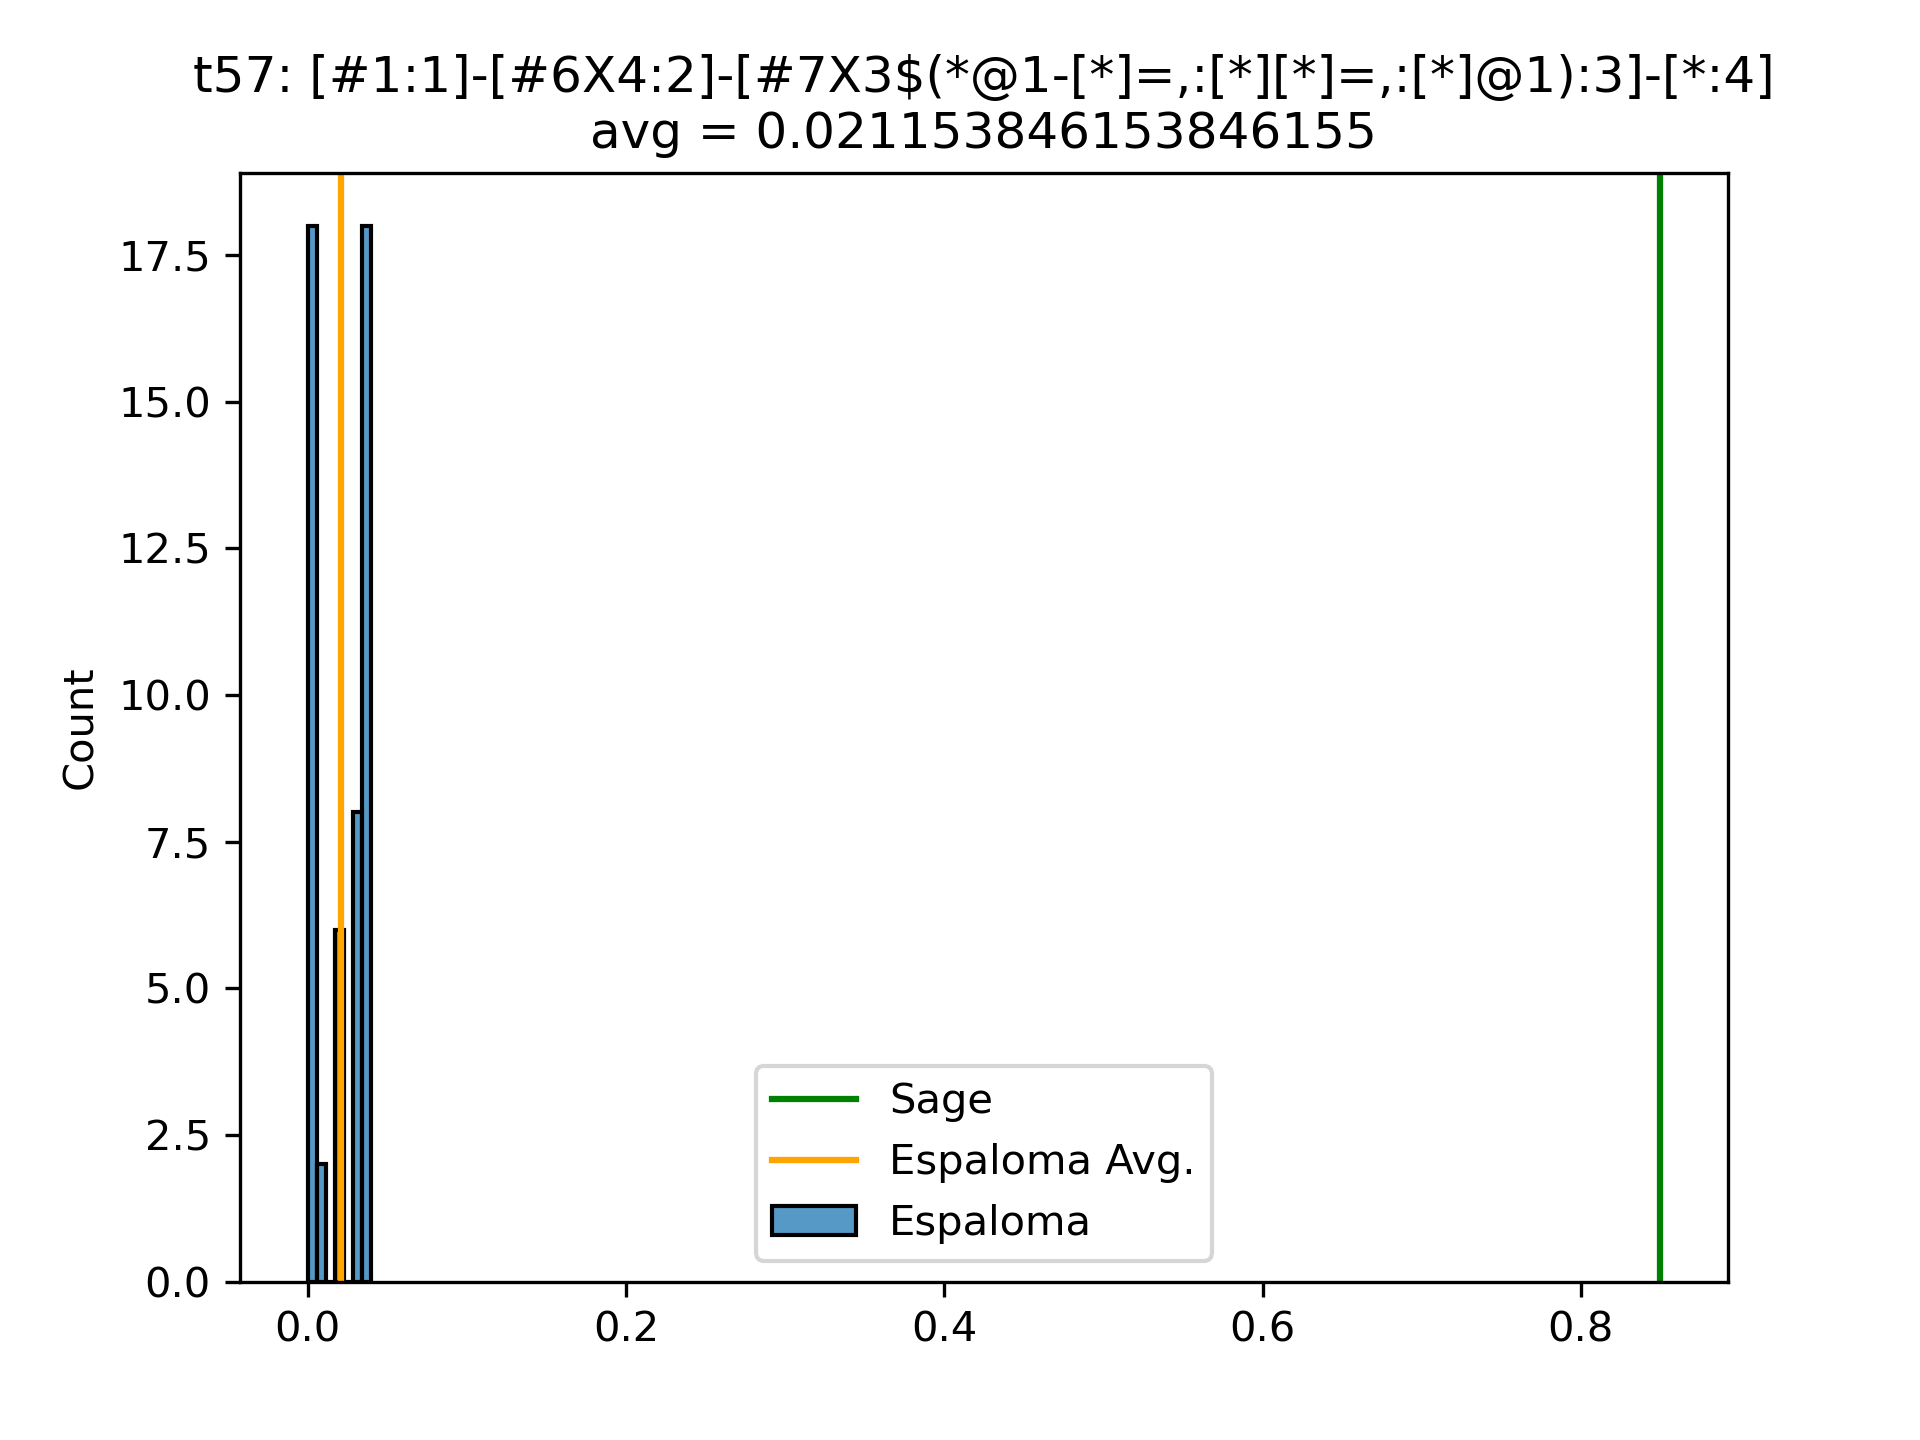 t57: [#1:1]-[#6X4:2]-[#7X3$(*@1-[*]=,:[*][*]=,:[*]@1):3]-[*:4]
avg = 0.021153846153846155
17.5
15.0
12.5
10.0
7.5
5.0
2.5
0.0
Count
0.0 0.2 0.4 0.6 0.8
Sage
Espaloma Avg.
Espaloma